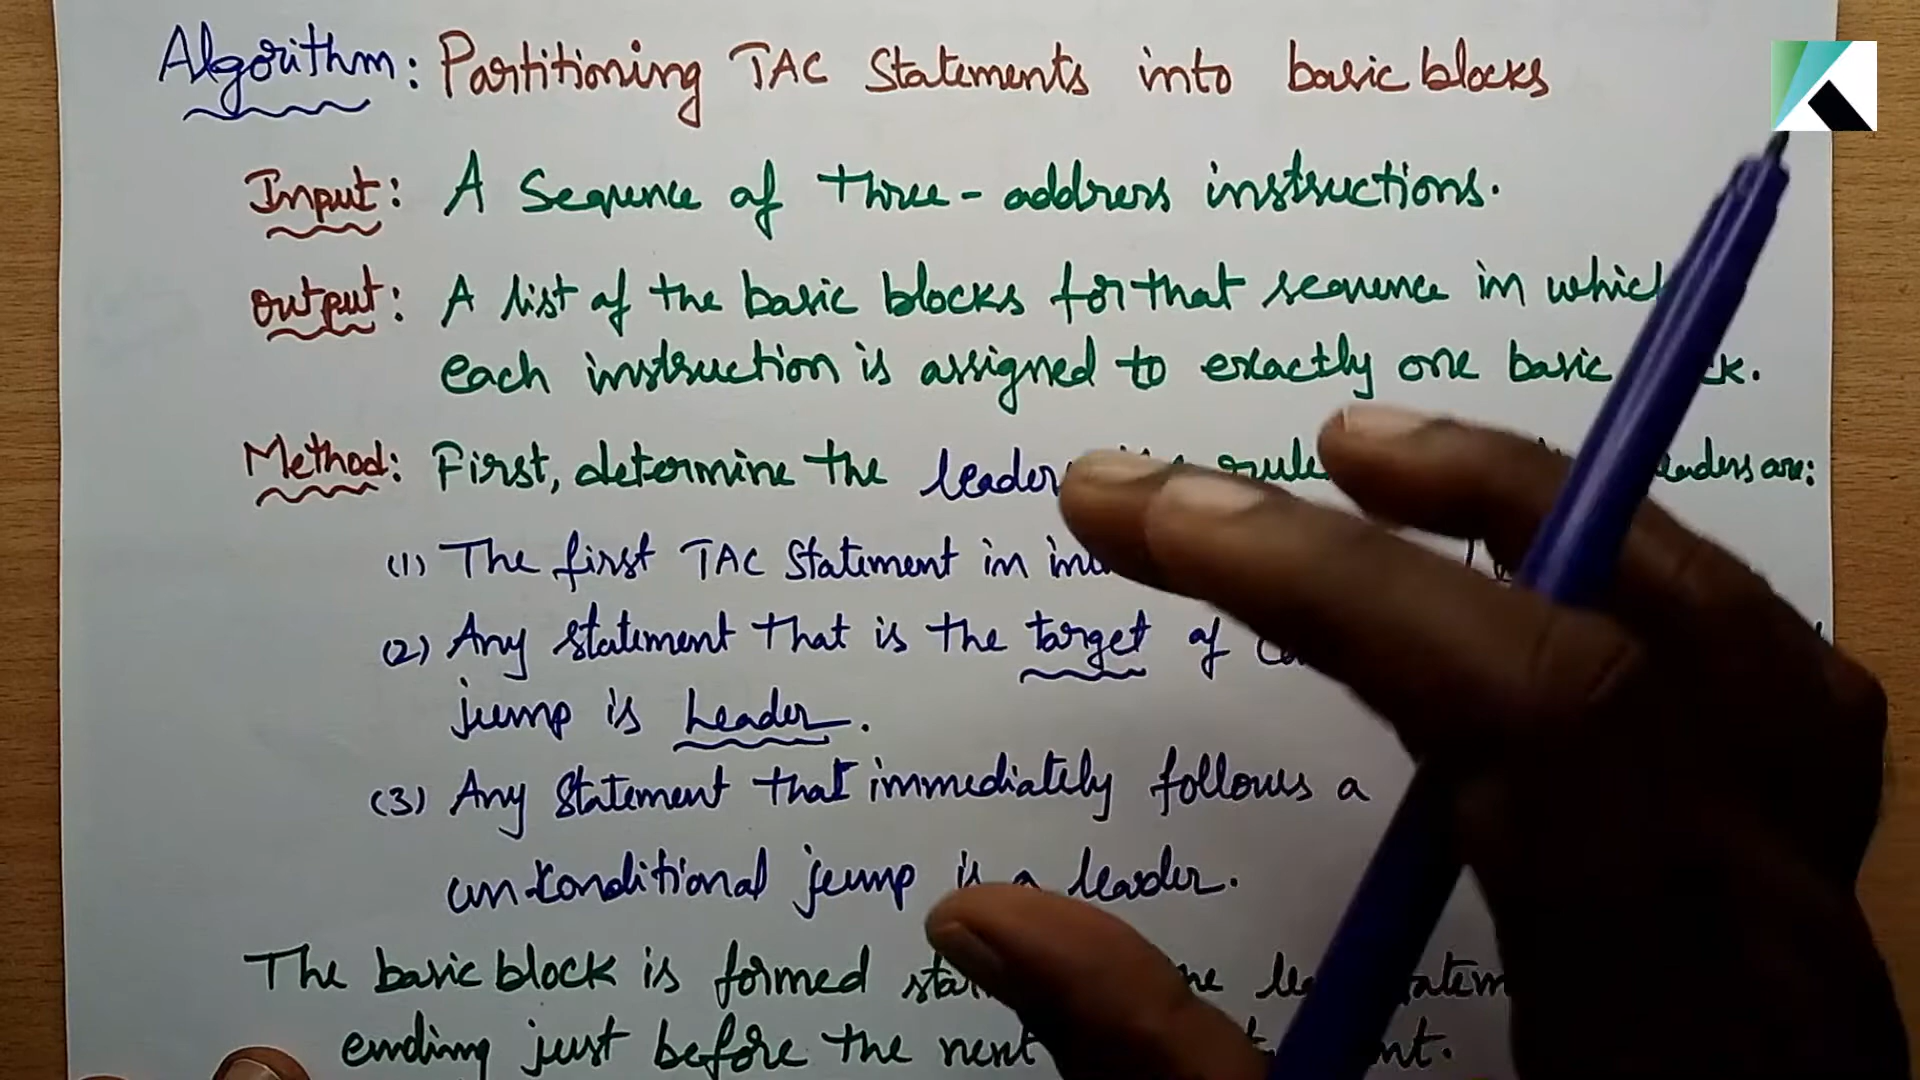 Algorithm: Partitioning TAC Statements into basic blocks
Input: A Sequence of three-address instructions.
Output: A list of the basic blocks for that sequence in which
each instruction is assigned to exactly one basic
Method: First, determine the leader are:
(1) The first TAC Statement in
(2) Any statement that is the target of
jump is Leader.
(3) Any Statement that immediately follows a
unconditional jump is a leader.
The basic block is formed
ending just before the next